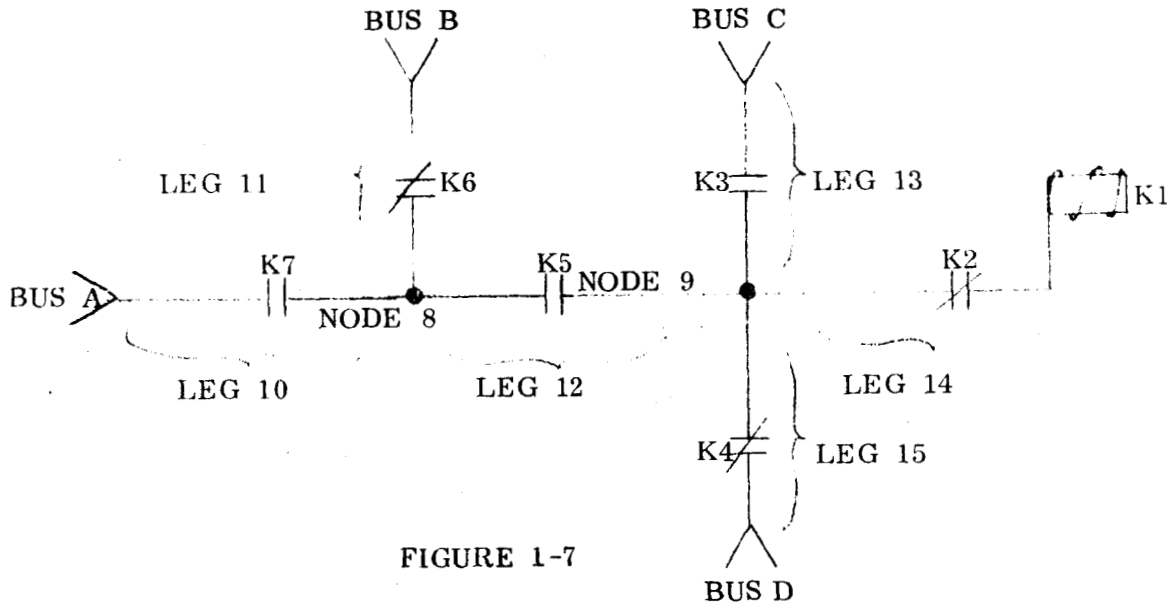 BUS B
BUS C
LEG 11
K6
K3
LEG 13
K1
K7
K5
NODE 9
K2
BUS A
NODE 8
LEG 10
LEG 12
LEG 14
K4
LEG 15
FIGURE 1-7
BUS D